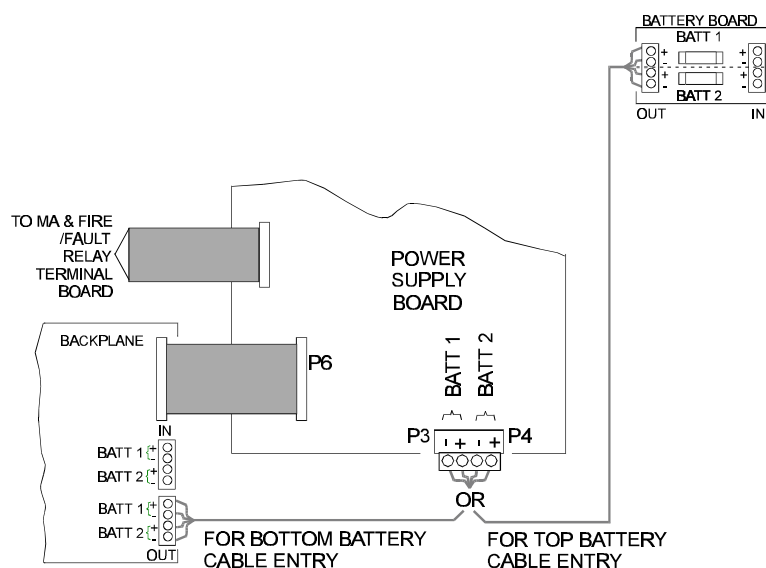 BATTERY BOARD
BATT 1
+
-
+
-
+
-
+
-
BATT 2
OUT
IN
TO MA & FIRE
/FAULT
RELAY
TERMINAL
BOARD
POWER
SUPPLY
BOARD
BACKPLANE
P6
BATT 1
BATT 2
P3
- + - +
P4
IN
BATT 1
+
-
BATT 2
+
-
BATT 1
+
-
BATT 2
+
-
OUT
OR
FOR BOTTOM BATTERY
CABLE ENTRY
FOR TOP BATTERY
CABLE ENTRY